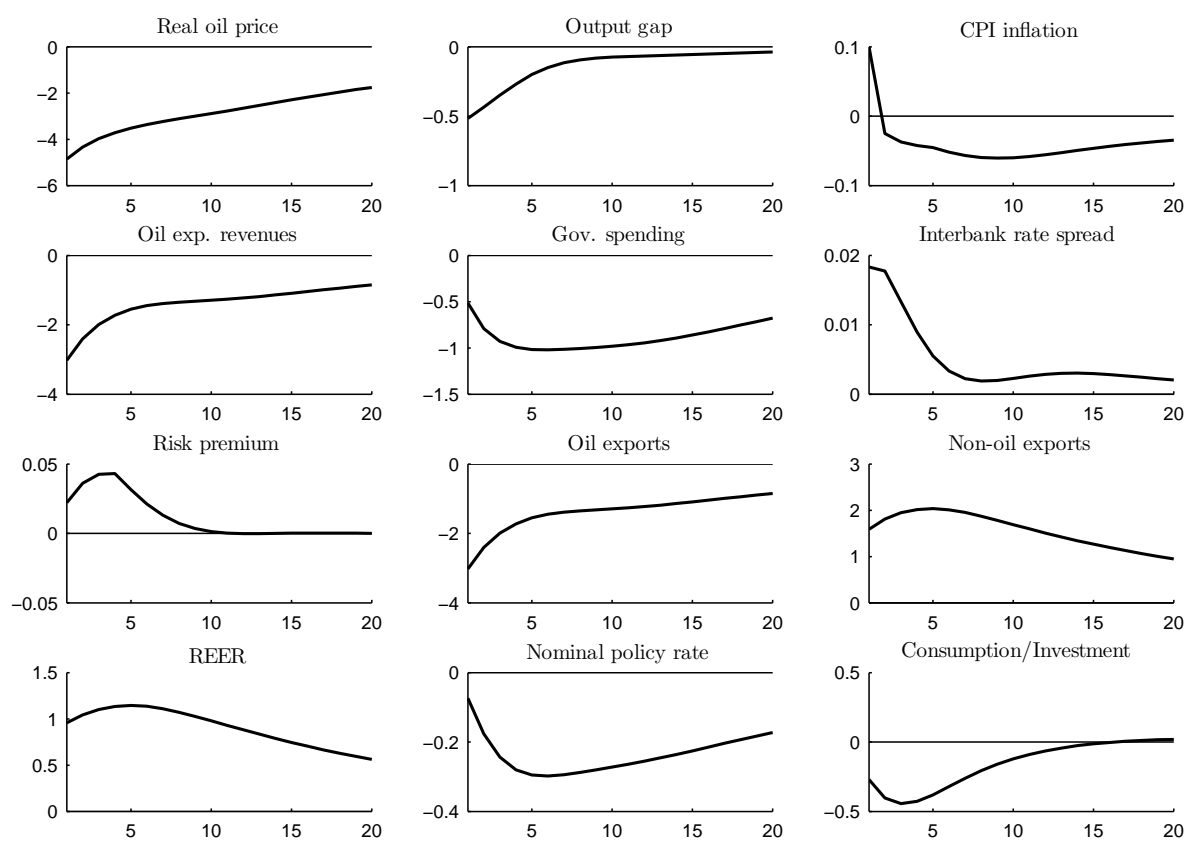 Real oil price
0
−2
−4
−6
5 10 15 20
Output gap
0
−0.5
−1
5 10 15 20
CPI inflation
0.1
0
−0.1
5 10 15 20
Oil exp. revenues
0
−2
−4
5 10 15 20
Gov. spending
0
−0.5
−1
−1.5
5 10 15 20
Interbank rate spread
0.02
0.01
0
5 10 15 20
Risk premium
0.05
0
−0.05
5 10 15 20
Oil exports
0
−2
−4
5 10 15 20
Non-oil exports
3
2
1
0
5 10 15 20
REER
1.5
1
0.5
0
5 10 15 20
Nominal policy rate
0
−0.2
−0.4
5 10 15 20
Consumption/Investment
0.5
0
−0.5
5 10 15 20